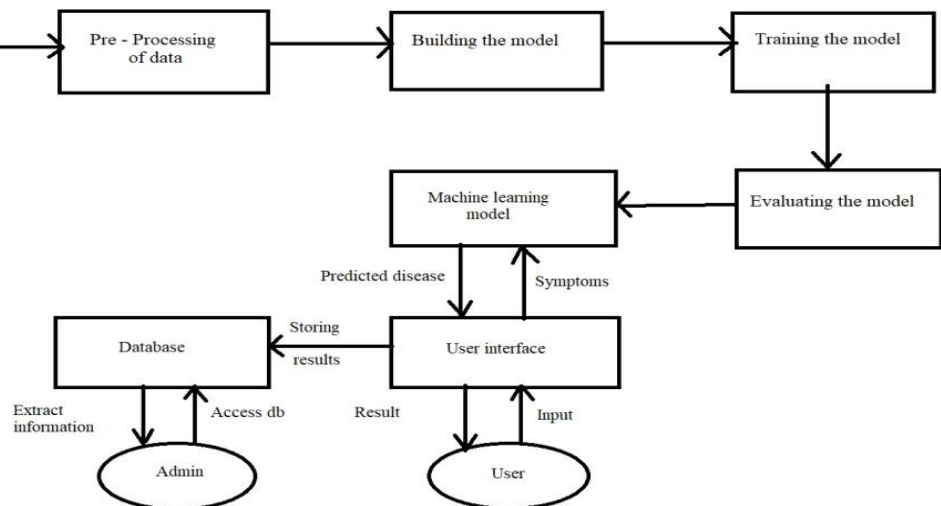 Pre - Processing
of data
Building the model
Training the model
Machine learning
model
Evaluating the model
Predicted disease
Symptoms
Storing
results
Database
User interface
Extract
information
Access db
Result
Input
Admin
User